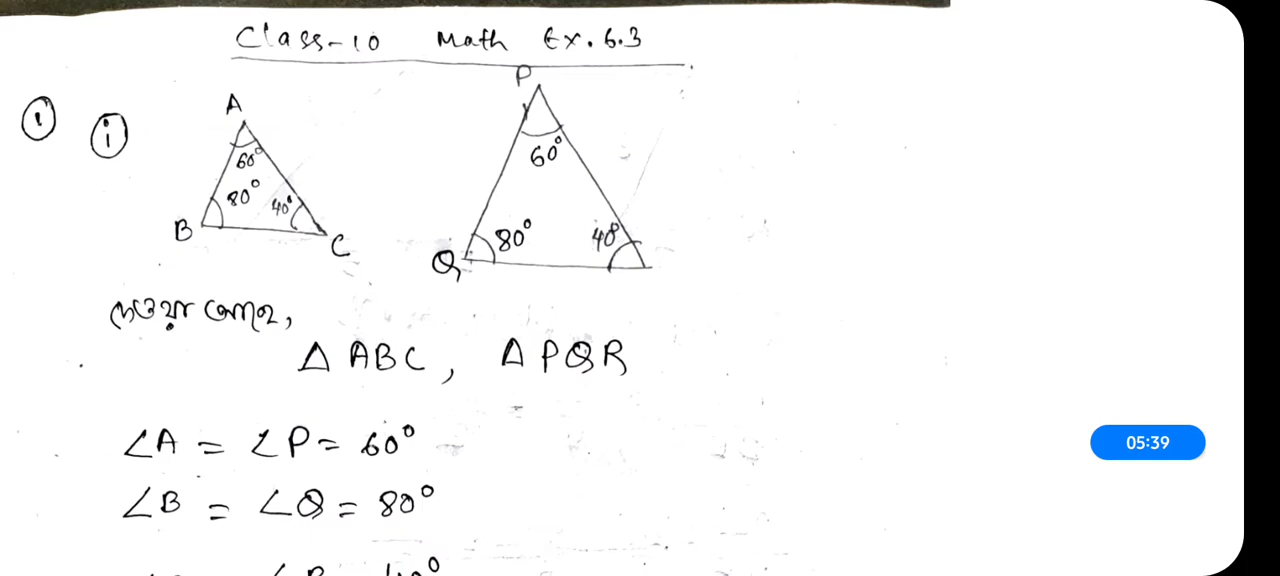 Class-10 Math Ex. 6.3
① ⓘ
A
60°
80° 40°
B C
P
60°
80° 40°
Q
দেওয়া আছে,
△ ABC, △ PQR
∠A = ∠P = 60°
∠B = ∠Q = 80°
05:39